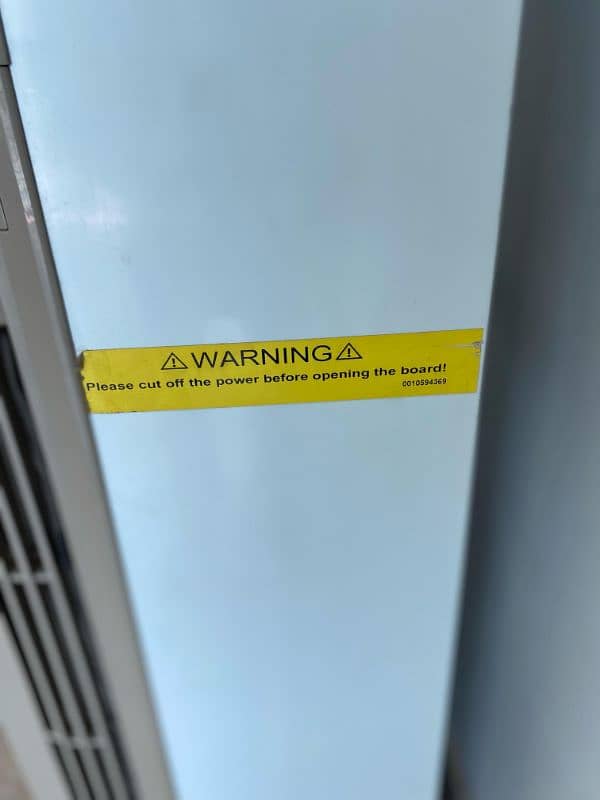 ⚠WARNING⚠
Please cut off the power before opening the board!
0010594369